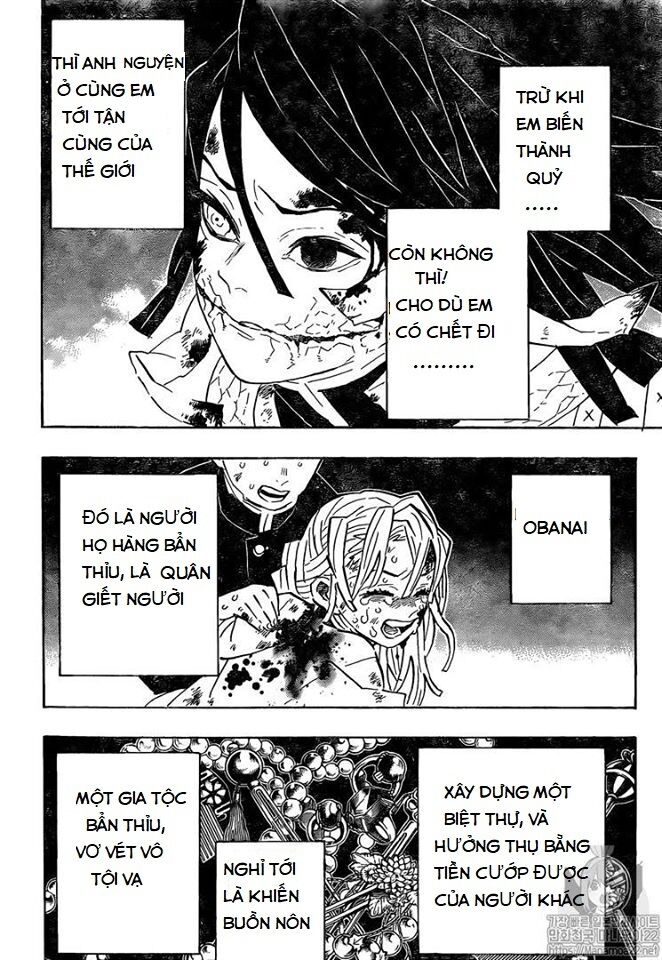 TRỪ KHI
EM BIẾN
THÀNH
QUỶ
.....
CÒN KHÔNG
THÌ!
CHO DÙ EM
CÓ CHẾT ĐI
.........
THÌ ANH NGUYỆN
Ở CÙNG EM
TỚI TẬN
CÙNG CỦA
THẾ GIỚI
OBANAI
ĐÓ LÀ NGƯỜI
HỌ HÀNG BẨN
THỈU, LÀ QUÂN
GIẾT NGƯỜI
XÂY DỰNG MỘT
BIỆT THỰ, VÀ
HƯỞNG THỤ BẰNG
TIỀN CƯỚP ĐƯỢC
CỦA NGƯỜI KHÁC
NGHỈ TỚI
LÀ KHIẾN
BUỒN NÔN
MỘT GIA TỘC
BẨN THỈU,
VƠ VÉT VÔ
TỘI VẠ